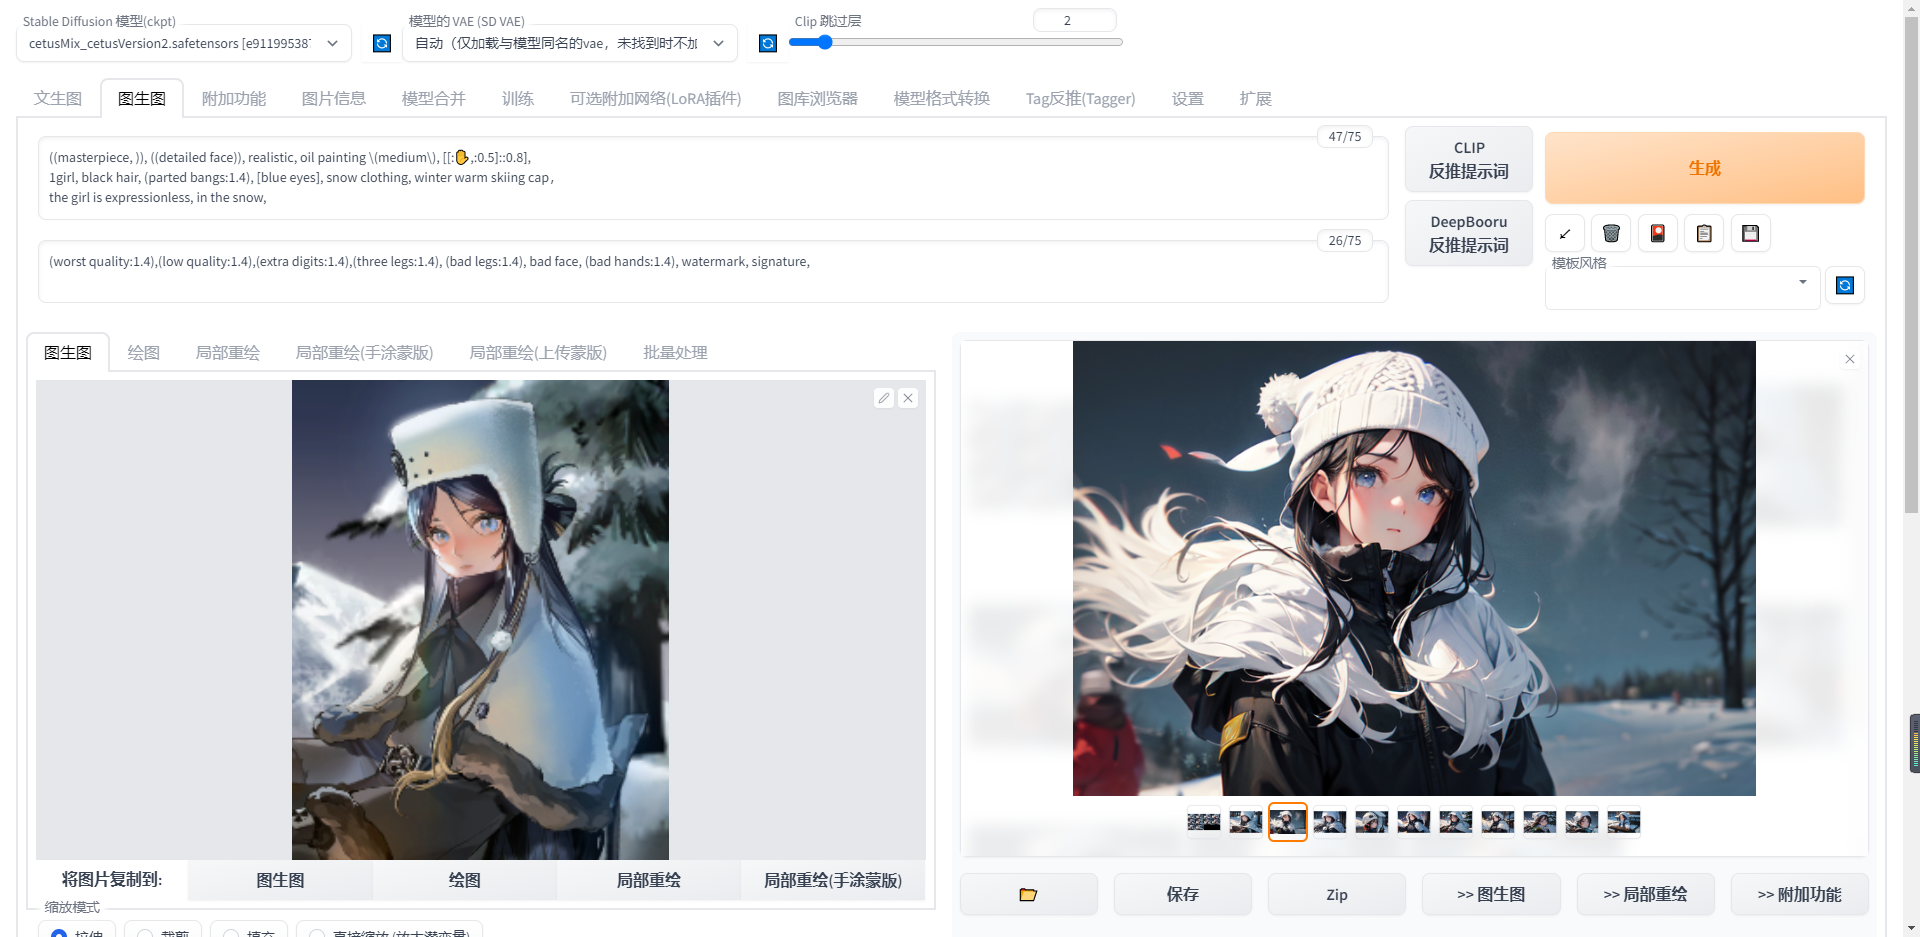 Stable Diffusion 模型(ckpt)
cetusMix_cetusVersion2.safetensors [e91199538
模型的 VAE (SD VAE)
自动（仅加载与模型同名的vae，未找到时不加
Clip 跳过层
2
文生图 图生图 附加功能 图片信息 模型合并 训练 可选附加网络(LoRA插件) 图库浏览器 模型格式转换 Tag反推(Tagger) 设置 扩展
47/75
((masterpiece, )), ((detailed face)), realistic, oil painting \(medium\), [[:✋,:0.5]::0.8],
1girl, black hair, (parted bangs:1.4), [blue eyes], snow clothing, winter warm skiing cap，
the girl is expressionless, in the snow,
26/75
(worst quality:1.4),(low quality:1.4),(extra digits:1.4),(three legs:1.4), (bad legs:1.4), bad face, (bad hands:1.4), watermark, signature,
CLIP
反推提示词
DeepBooru
反推提示词
生成
模板风格
图生图 绘图 局部重绘 局部重绘(手涂蒙版) 局部重绘(上传蒙版) 批量处理
将图片复制到: 图生图 绘图 局部重绘 局部重绘(手涂蒙版)
缩放模式
拉伸 裁剪 填充 直接缩放 (放大潜变量)
保存 Zip >> 图生图 >> 局部重绘 >> 附加功能